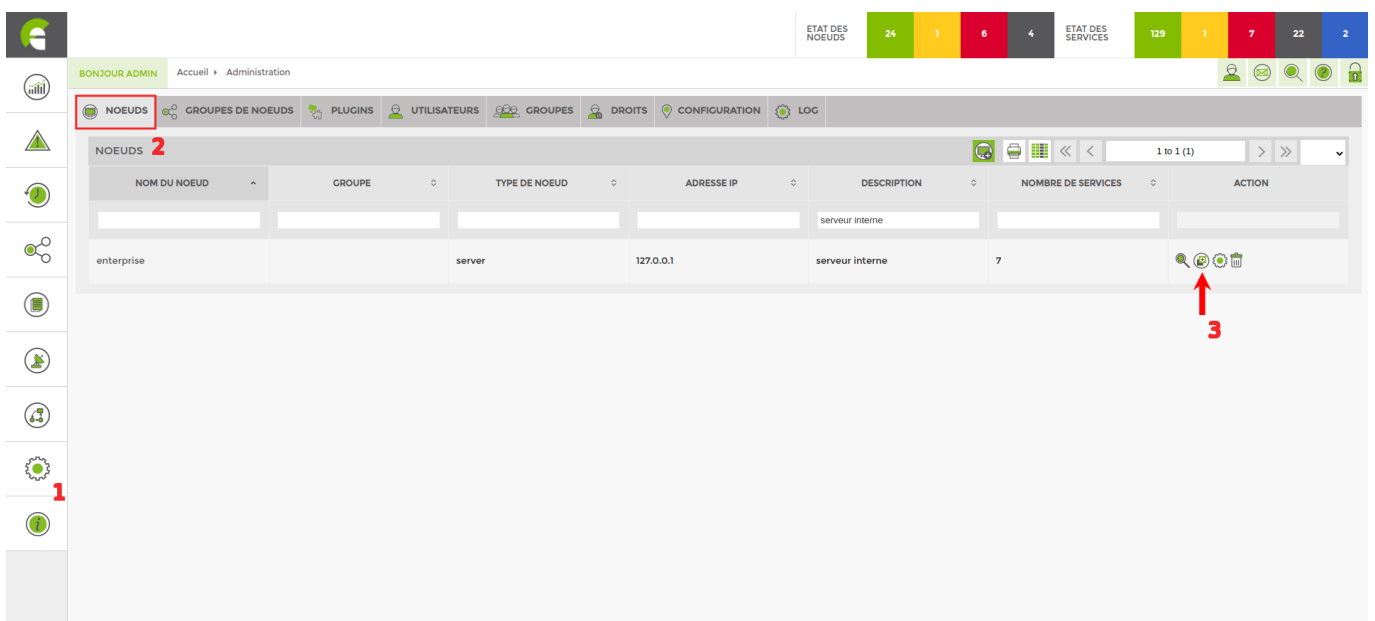 ETAT DES NOEUDS 24 1 6 4 ETAT DES SERVICES 129 1 7 22 2
BONJOUR ADMIN Accueil Administration
NOEUDS GROUPES DE NOEUDS PLUGINS UTILISATEURS GROUPES DROITS CONFIGURATION LOG
2
NOEUDS 1 to 1 (1)
NOM DU NOEUD GROUPE TYPE DE NOEUD ADRESSE IP DESCRIPTION NOMBRE DE SERVICES ACTION
serveur interne
enterprise server 127.0.0.1 serveur interne 7
3
1